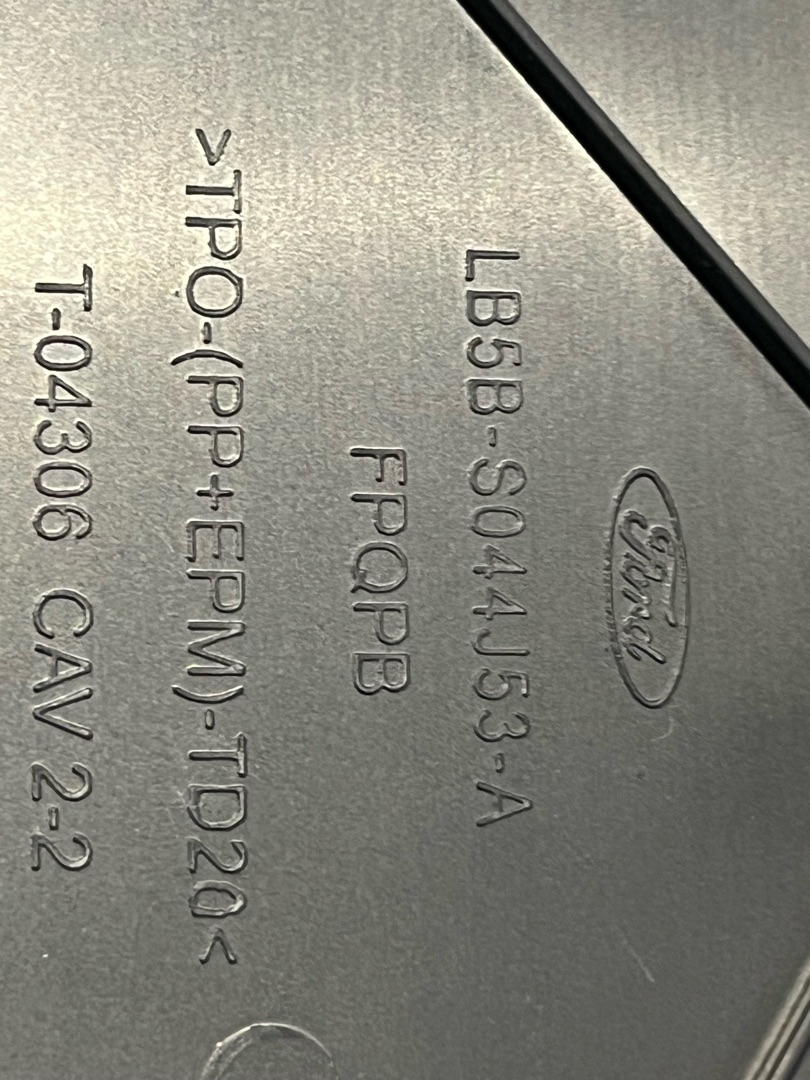 Ford
LB5B-S044J53-A
FPQPB
>TPO-(PP+EPM)-TD20<
T-04306 CAV 2-2